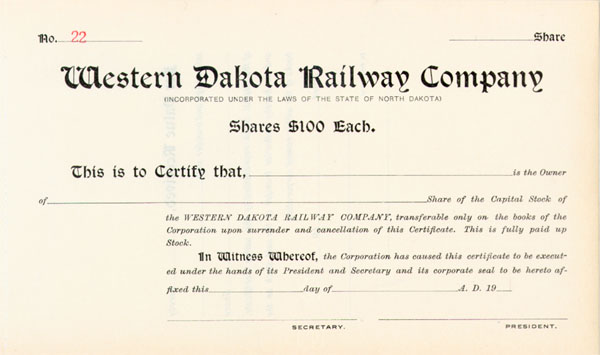 No. 22 Share
Western Dakota Railway Company
(INCORPORATED UNDER THE LAWS OF THE STATE OF NORTH DAKOTA)
Shares $100 Each.
This is to Certify that, is the Owner
of Share of the Capital Stock of
the WESTERN DAKOTA RAILWAY COMPANY, transferable only on the books of the
Corporation upon surrender and cancellation of this Certificate. This is fully paid up
Stock.
In Witness Whereof, the Corporation has caused this certificate to be execut-
ed under the hands of its President and Secretary and its corporate seal to be hereto af-
fixed this day of A. D. 19
SECRETARY. PRESIDENT.